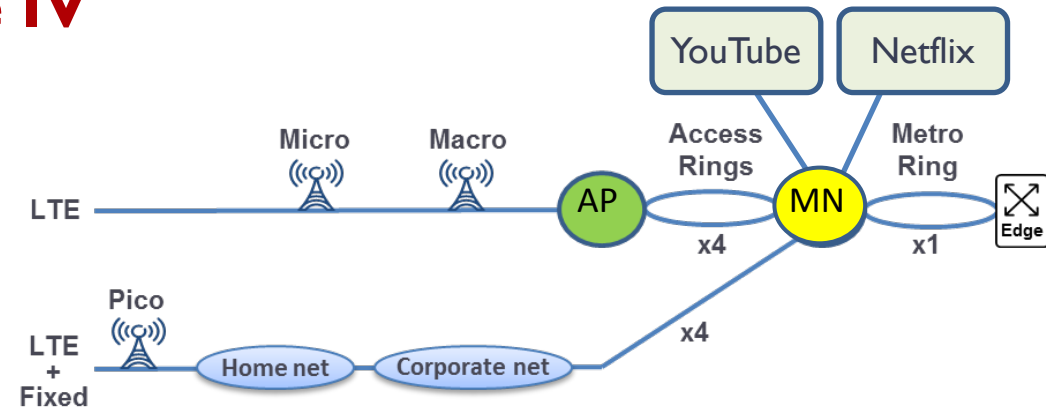 IV
YouTube
Netflix
Micro
Macro
Access
Rings
Metro
Ring
LTE
AP
MN
Edge
x4
x1
Pico
x4
LTE
+
Fixed
Home net
Corporate net